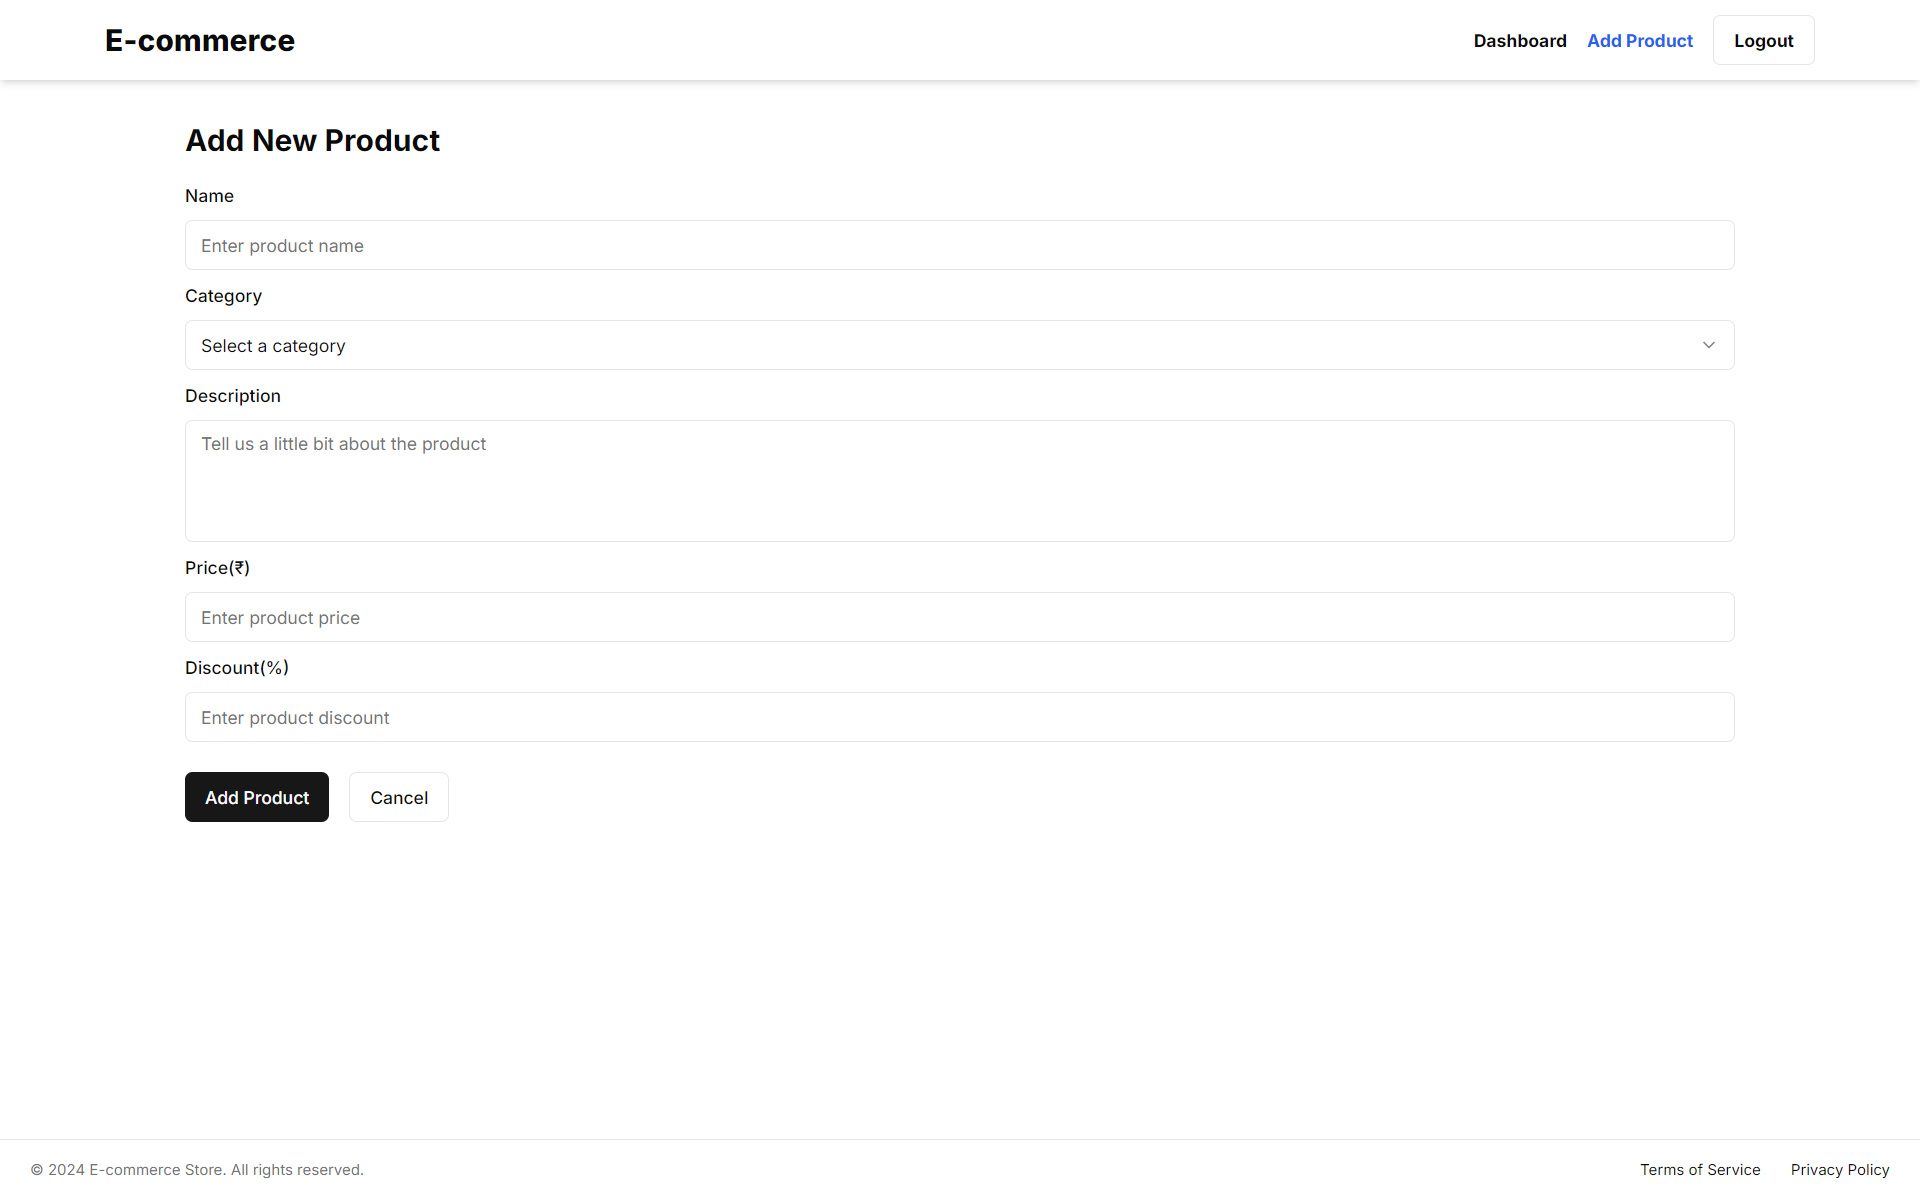 E-commerce
Dashboard Add Product Logout
Add New Product
Name
Enter product name
Category
Select a category
Description
Tell us a little bit about the product
Price(₹)
Enter product price
Discount(%)
Enter product discount
Add Product Cancel
© 2024 E-commerce Store. All rights reserved. Terms of Service Privacy Policy